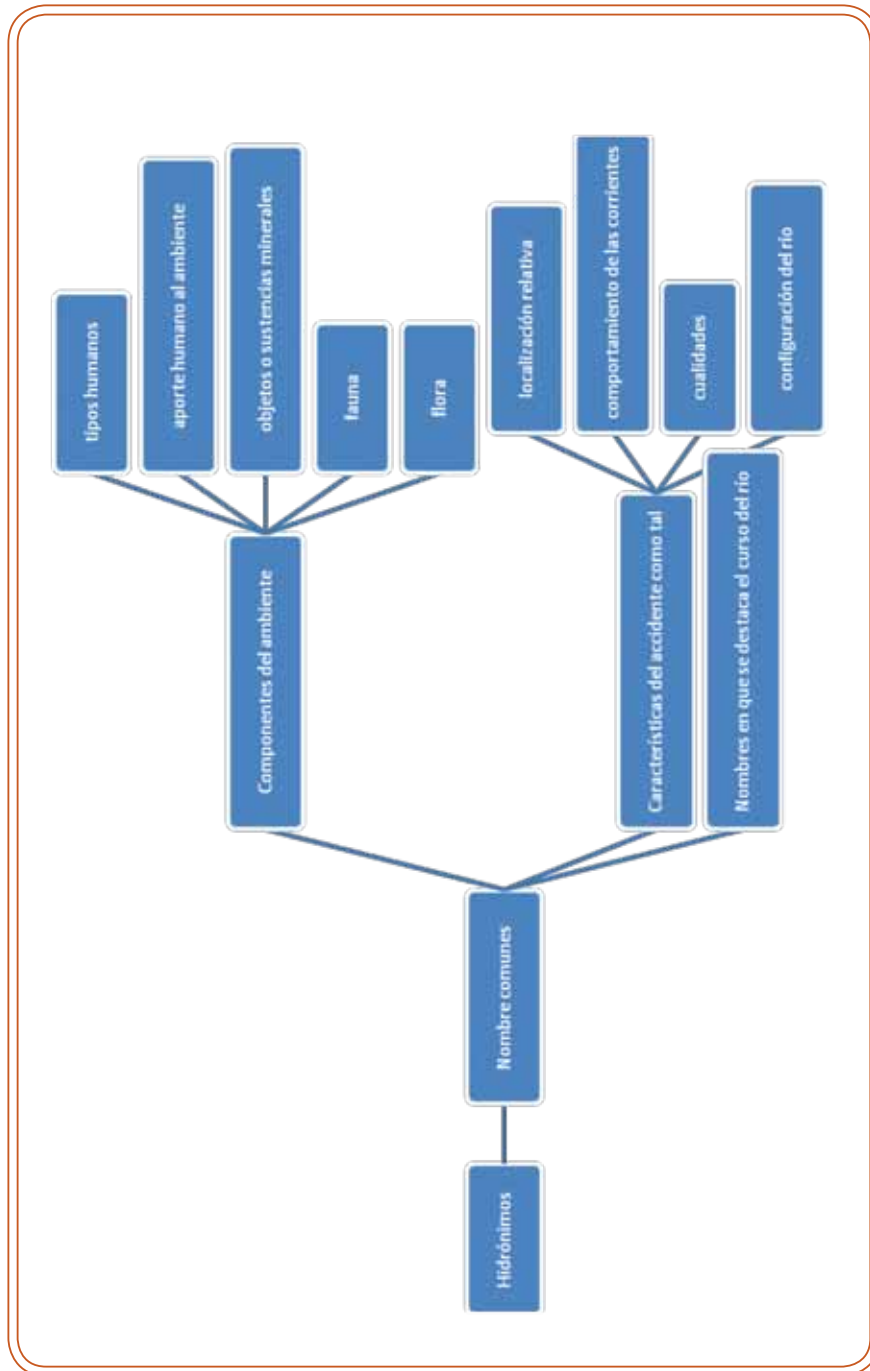 Hidrónimos
Nombre comunes
Componentes del ambiente
tipos humanos
aporte humano al ambiente
objetos o sustencias minerales
fauna
flora
Características del accidente como tal
localización relativa
comportamiento de las corrientes
cualidades
configuración del río
Nombres en que se destaca el curso del río